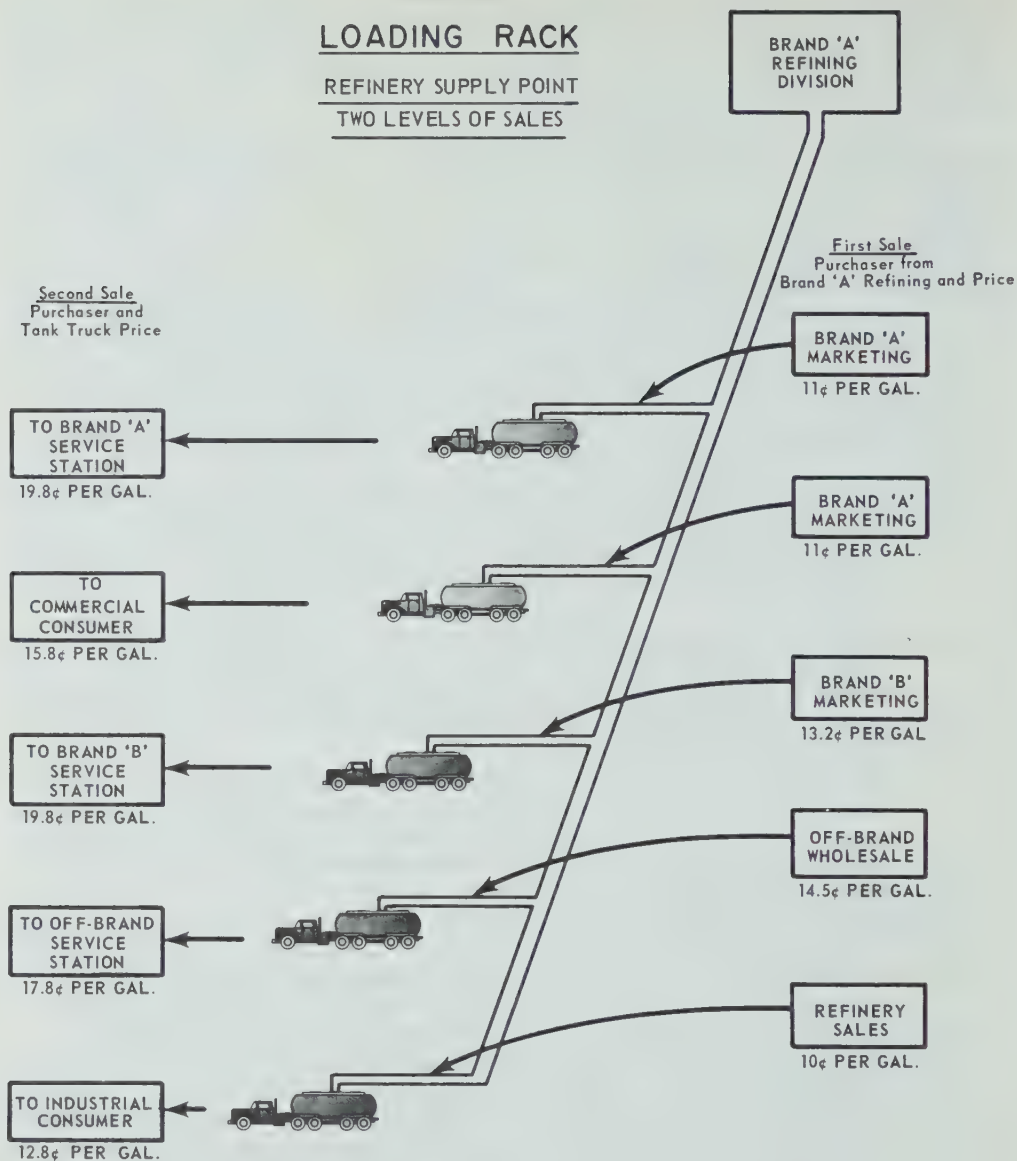 LOADING RACK
REFINERY SUPPLY POINT
TWO LEVELS OF SALES
BRAND 'A'
REFINING
DIVISION
First Sale
Purchaser from
Brand 'A' Refining and Price
Second Sale
Purchaser and
Tank Truck Price
BRAND 'A'
MARKETING
11¢ PER GAL.
TO BRAND 'A'
SERVICE
STATION
19.8¢ PER GAL.
BRAND 'A'
MARKETING
11¢ PER GAL.
TO
COMMERCIAL
CONSUMER
15.8¢ PER GAL.
BRAND 'B'
MARKETING
13.2¢ PER GAL
TO BRAND 'B'
SERVICE
STATION
19.8¢ PER GAL.
OFF-BRAND
WHOLESALE
14.5¢ PER GAL.
TO OFF-BRAND
SERVICE
STATION
17.8¢ PER GAL.
REFINERY
SALES
10¢ PER GAL.
TO INDUSTRIAL
CONSUMER
12.8¢ PER GAL.